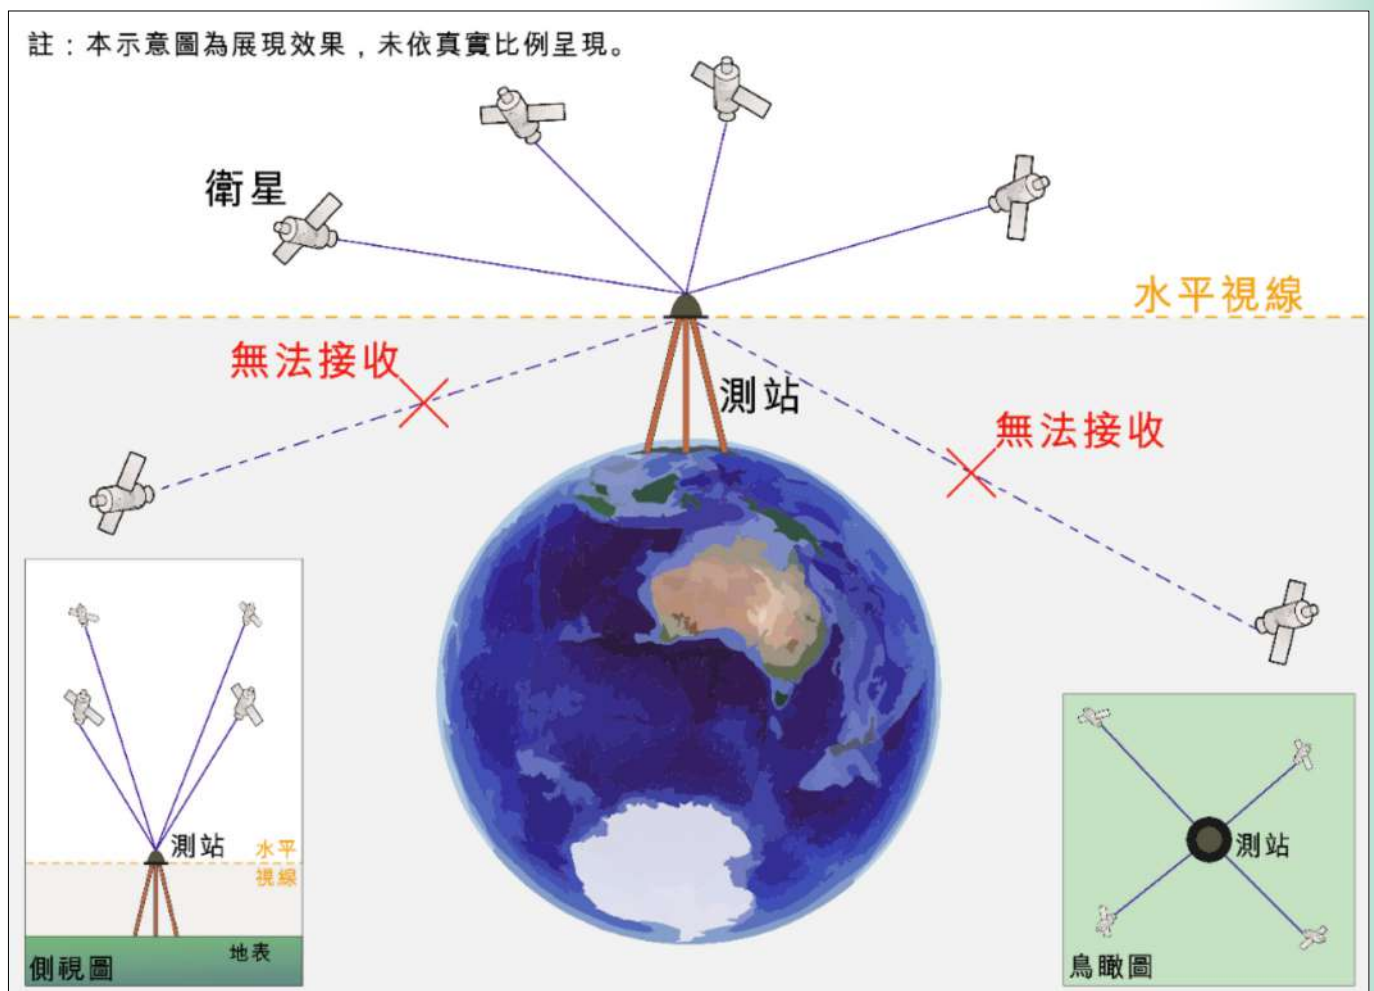 註：本示意圖為展現效果，未依真實比例呈現。
衛星
水平視線
無法接收
測站
無法接收
測站
水平
視線
地表
側視圖
測站
鳥瞰圖